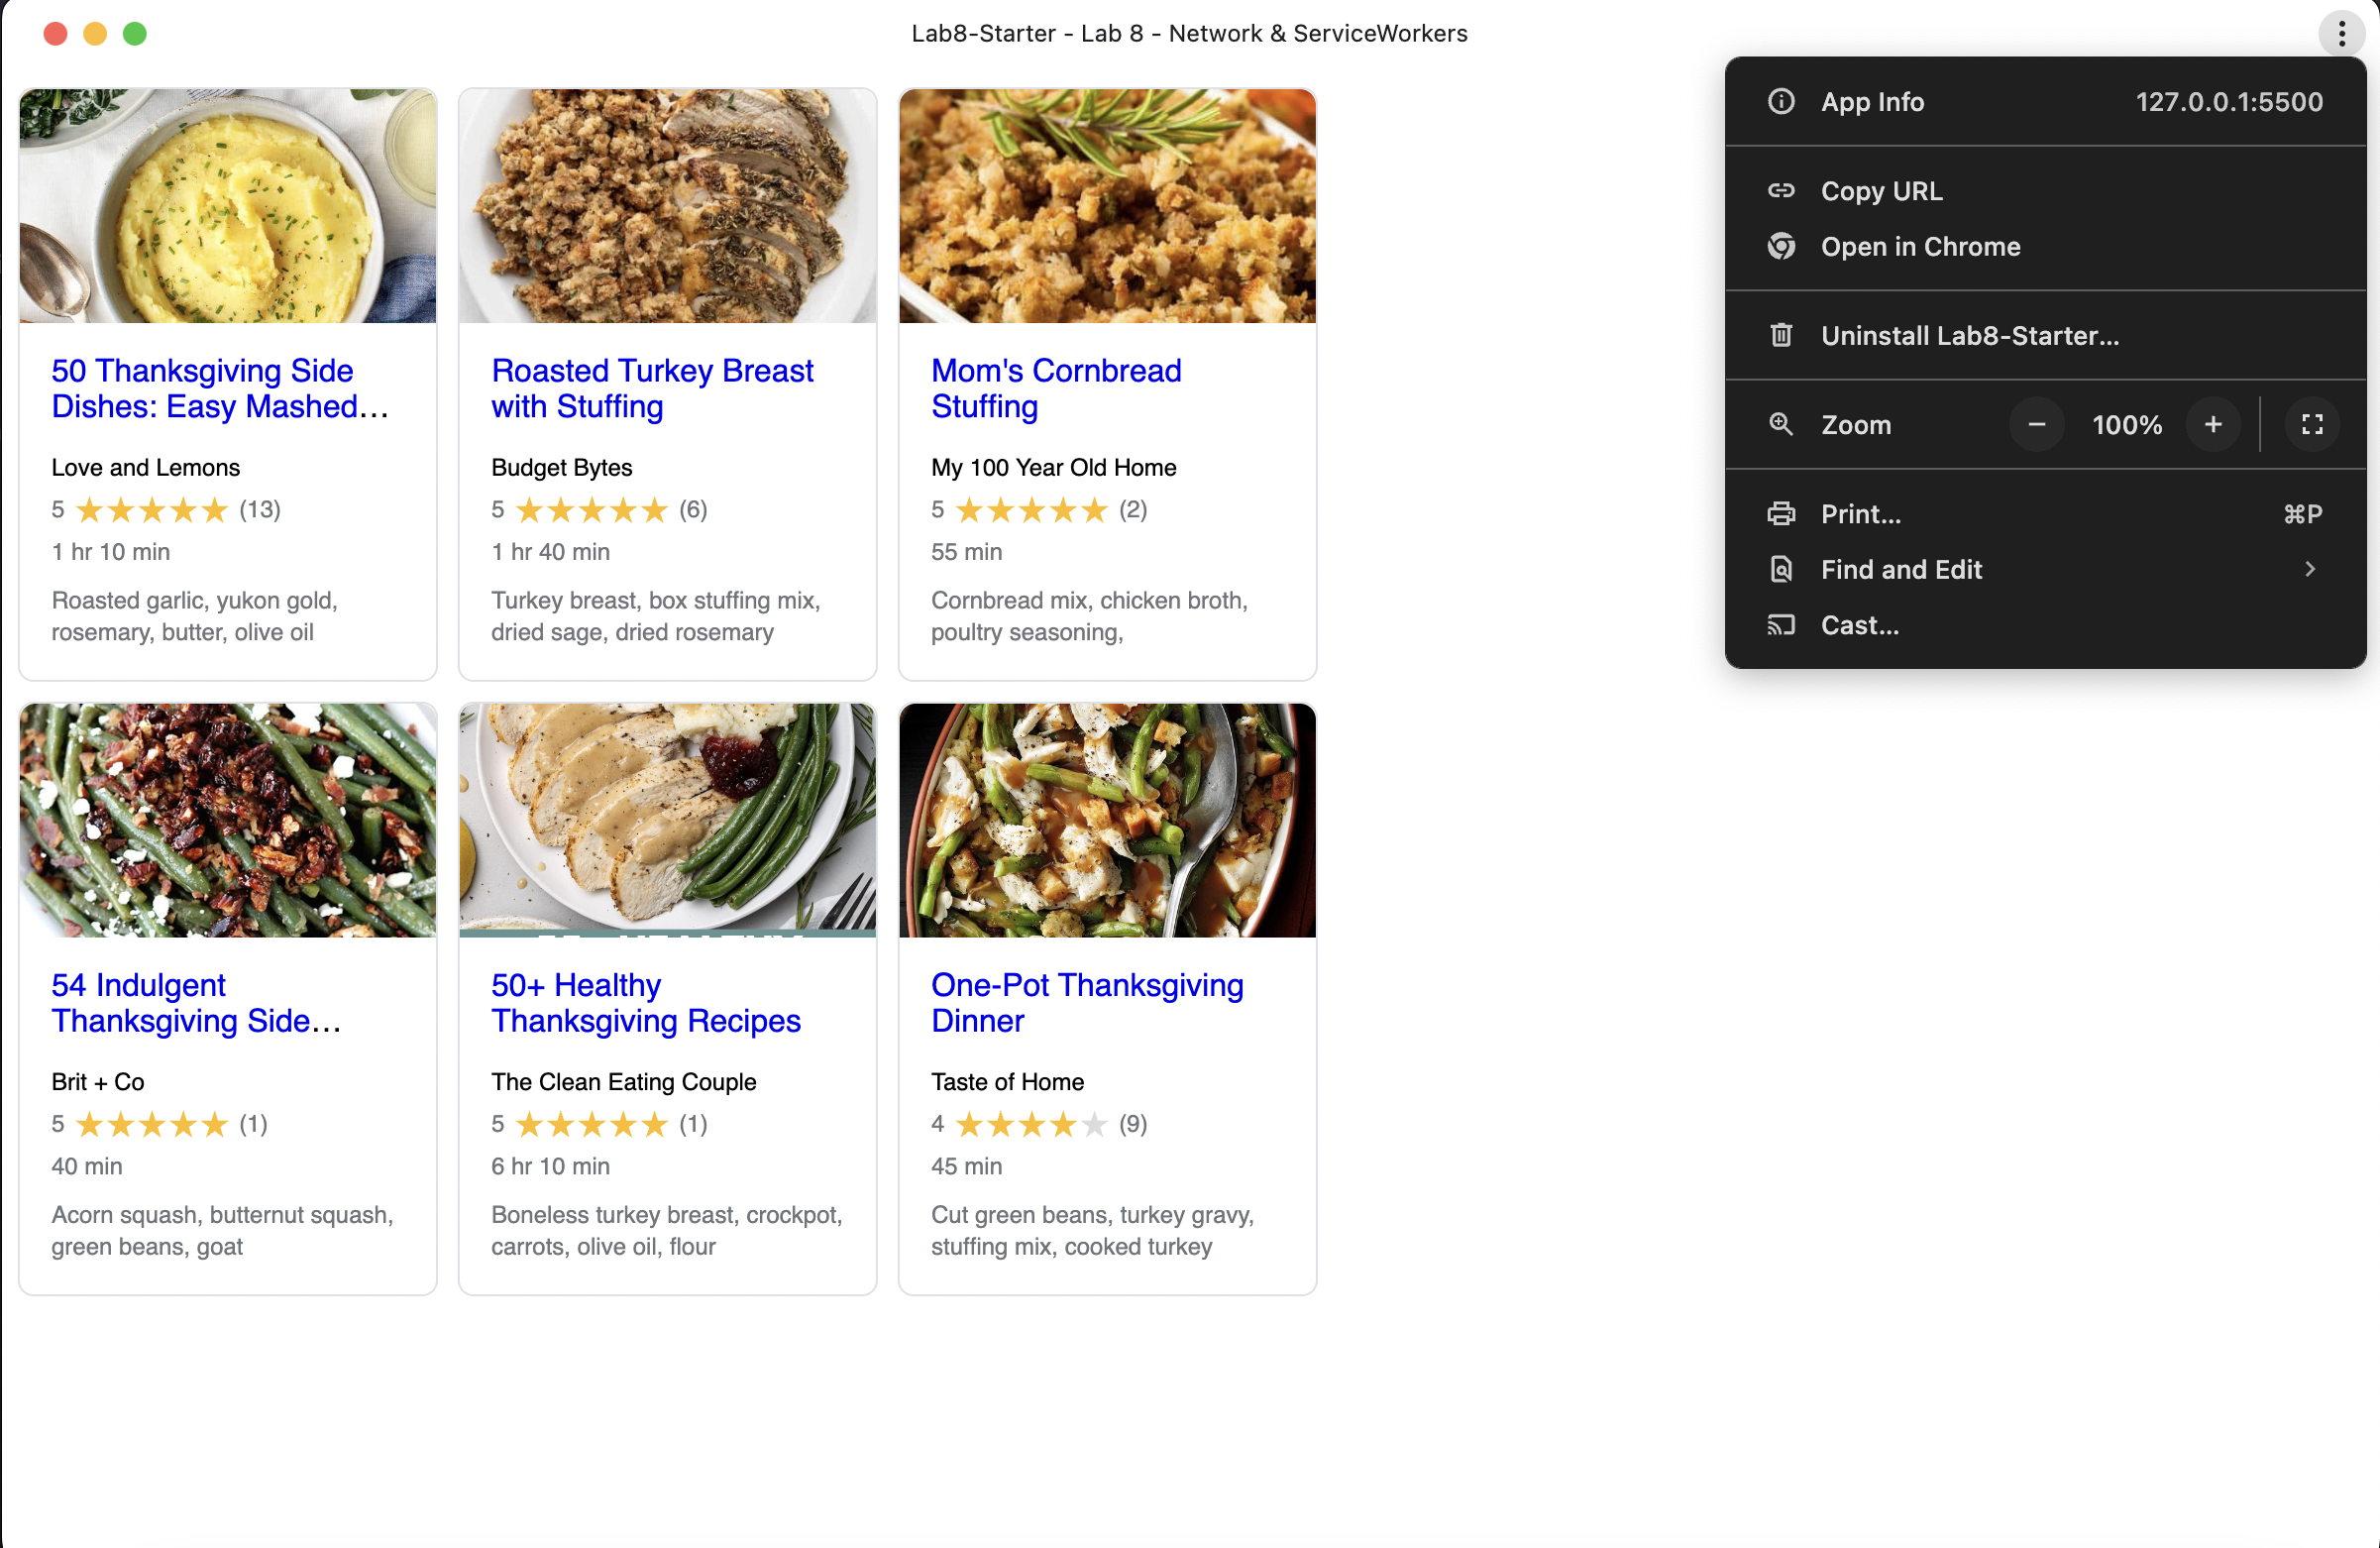 Lab8-Starter - Lab 8 - Network & ServiceWorkers
App Info 127.0.0.1:5500
Copy URL
Open in Chrome
Uninstall Lab8-Starter...
Zoom − 100% +
Print... ⌘P
Find and Edit
Cast...
50 Thanksgiving Side
Dishes: Easy Mashed...
Love and Lemons
5 ★★★★★ (13)
1 hr 10 min
Roasted garlic, yukon gold,
rosemary, butter, olive oil
Roasted Turkey Breast
with Stuffing
Budget Bytes
5 ★★★★★ (6)
1 hr 40 min
Turkey breast, box stuffing mix,
dried sage, dried rosemary
Mom's Cornbread
Stuffing
My 100 Year Old Home
5 ★★★★★ (2)
55 min
Cornbread mix, chicken broth,
poultry seasoning,
54 Indulgent
Thanksgiving Side...
Brit + Co
5 ★★★★★ (1)
40 min
Acorn squash, butternut squash,
green beans, goat
50+ Healthy
Thanksgiving Recipes
The Clean Eating Couple
5 ★★★★★ (1)
6 hr 10 min
Boneless turkey breast, crockpot,
carrots, olive oil, flour
One-Pot Thanksgiving
Dinner
Taste of Home
4 ★★★★★ (9)
45 min
Cut green beans, turkey gravy,
stuffing mix, cooked turkey